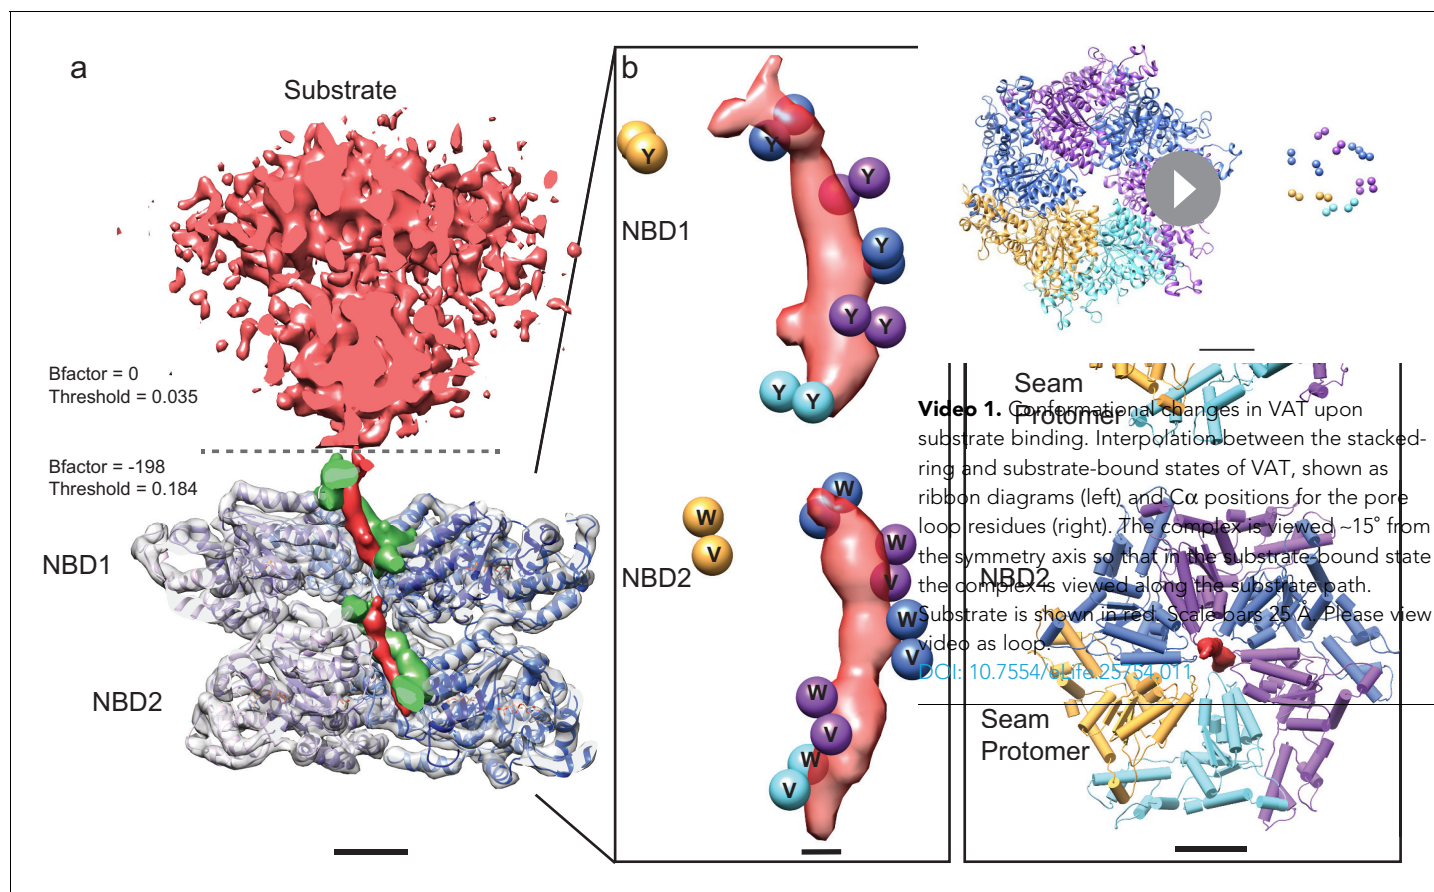 a
Substrate
Bfactor = 0
Threshold = 0.035
Bfactor = -198
Threshold = 0.184
NBD1
NBD2
b
Y
Y
Y
NBD1
Y
Y
Y
Y
Y
W
W
V
W
V
NBD2
W
V
W
V
W
V
Seam
Protomer
NBD2
Seam
Protomer
Video 1. Conformational changes in VAT upon
substrate binding. Interpolation between the stacked-
ring and substrate-bound states of VAT, shown as
ribbon diagrams (left) and Cα positions for the pore
loop residues (right). The complex is viewed ~15° from
the symmetry axis so that in the substrate-bound state
the complex is viewed along the substrate path.
Substrate is shown in red. Scale bars 25 Å. Please view
video as loop.
DOI: 10.7554/eLife.25754.011